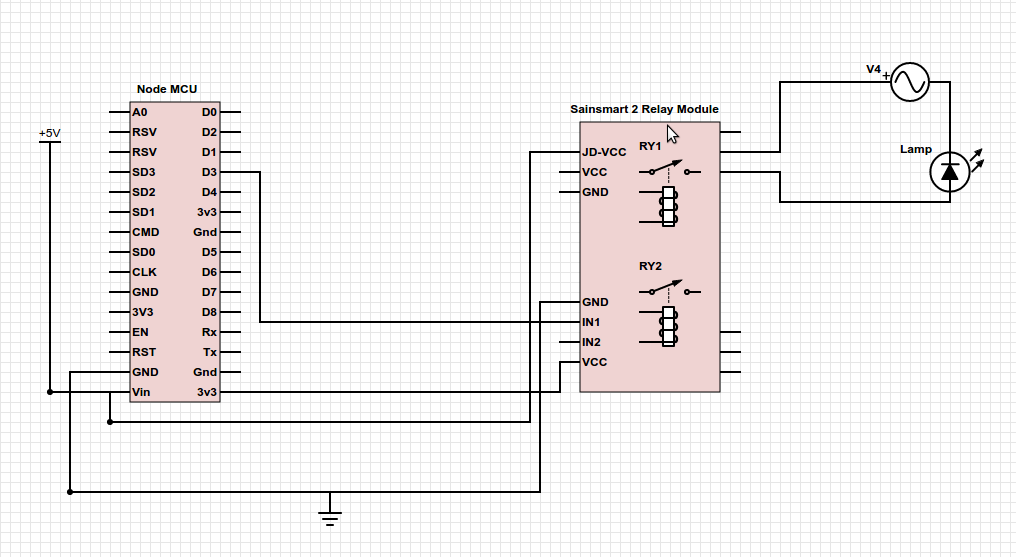 V4
+
Node MCU
Sainsmart 2 Relay Module
+5V
A0 D0
RSV D2
RSV D1
SD3 D3
SD2 D4
SD1 3v3
CMD Gnd
SD0 D5
CLK D6
GND D7
3V3 D8
EN Rx
RST Tx
GND Gnd
Vin 3v3
RY1
JD-VCC
VCC
GND
RY2
GND
IN1
IN2
VCC
Lamp